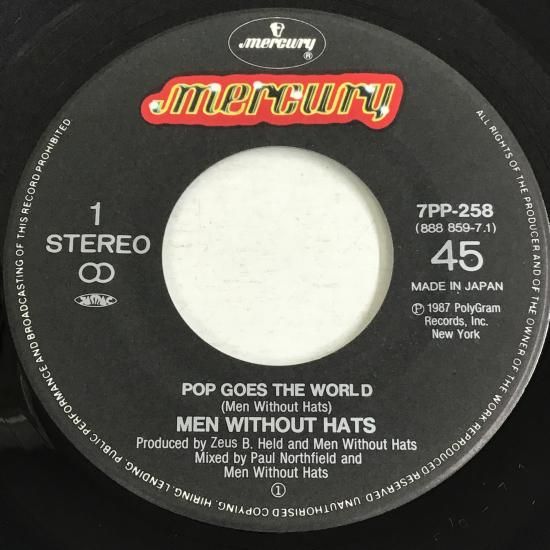 mercury
®
mercury
1
STEREO
7PP-258
(888 859-7.1)
45
MADE IN JAPAN
Ⓟ 1987 PolyGram
Records, Inc.
New York
POP GOES THE WORLD
(Men Without Hats)
MEN WITHOUT HATS
Produced by Zeus B. Held and Men Without Hats
Mixed by Paul Northfield and
Men Without Hats
①
ALL RIGHTS OF THE PRODUCER AND OF THE OWNER OF THE WORK REPRODUCED RESERVED. UNAUTHORISED COPYING, HIRING, LENDING, PUBLIC PERFORMANCE AND BROADCASTING OF THIS RECORD PROHIBITED